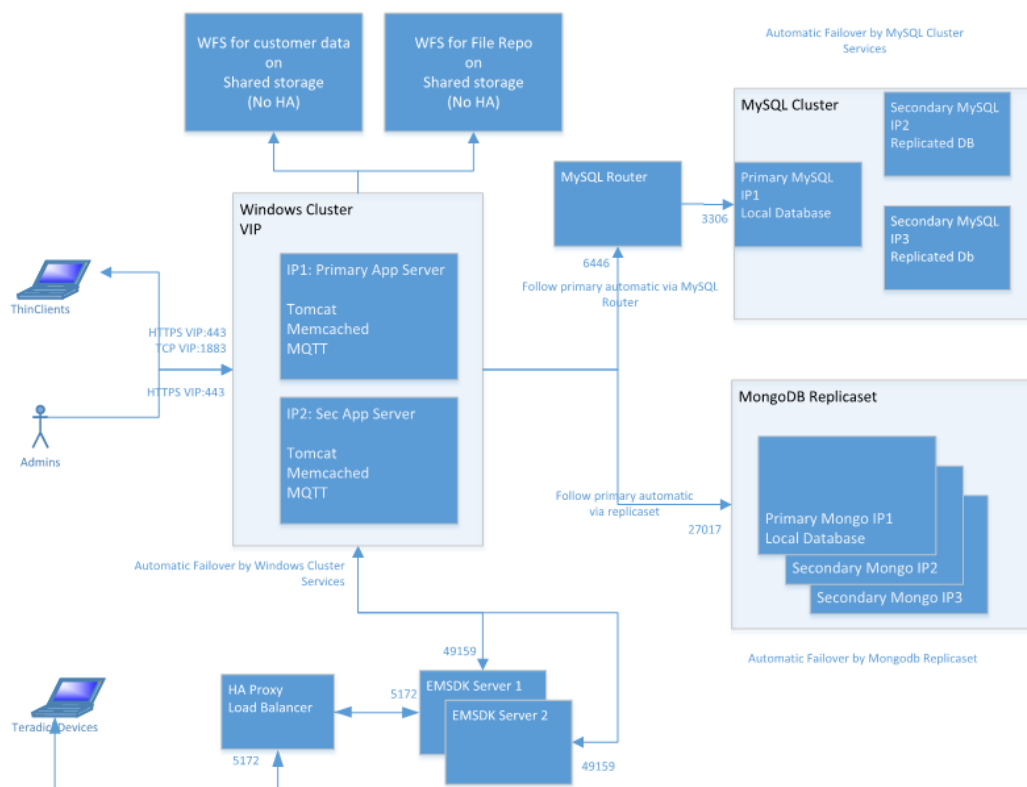 WFS for customer data
on
Shared storage
(No HA)
WFS for File Repo
on
Shared storage
(No HA)
Automatic Failover by MySQL Cluster
Services
MySQL Cluster
Secondary MySQL
IP2
Replicated DB
Primary MySQL
IP1
Local Database
Secondary MySQL
IP3
Replicated Db
MySQL Router
3306
6446
Follow primary automatic via MySQL
Router
Windows Cluster
VIP
IP1: Primary App Server
Tomcat
Memcached
MQTT
IP2: Sec App Server
Tomcat
Memcached
MQTT
ThinClients
HTTPS VIP:443
TCP VIP:1883
HTTPS VIP:443
Admins
MongoDB Replicaset
Primary Mongo IP1
Local Database
Secondary Mongo IP2
Secondary Mongo IP3
Follow primary automatic
via replicaset
27017
Automatic Failover by Mongodb Replicaset
Automatic Failover by Windows Cluster
Services
49159
EMSDK Server 1
EMSDK Server 2
49159
HA Proxy
Load Balancer
5172
5172
Teradici Devices